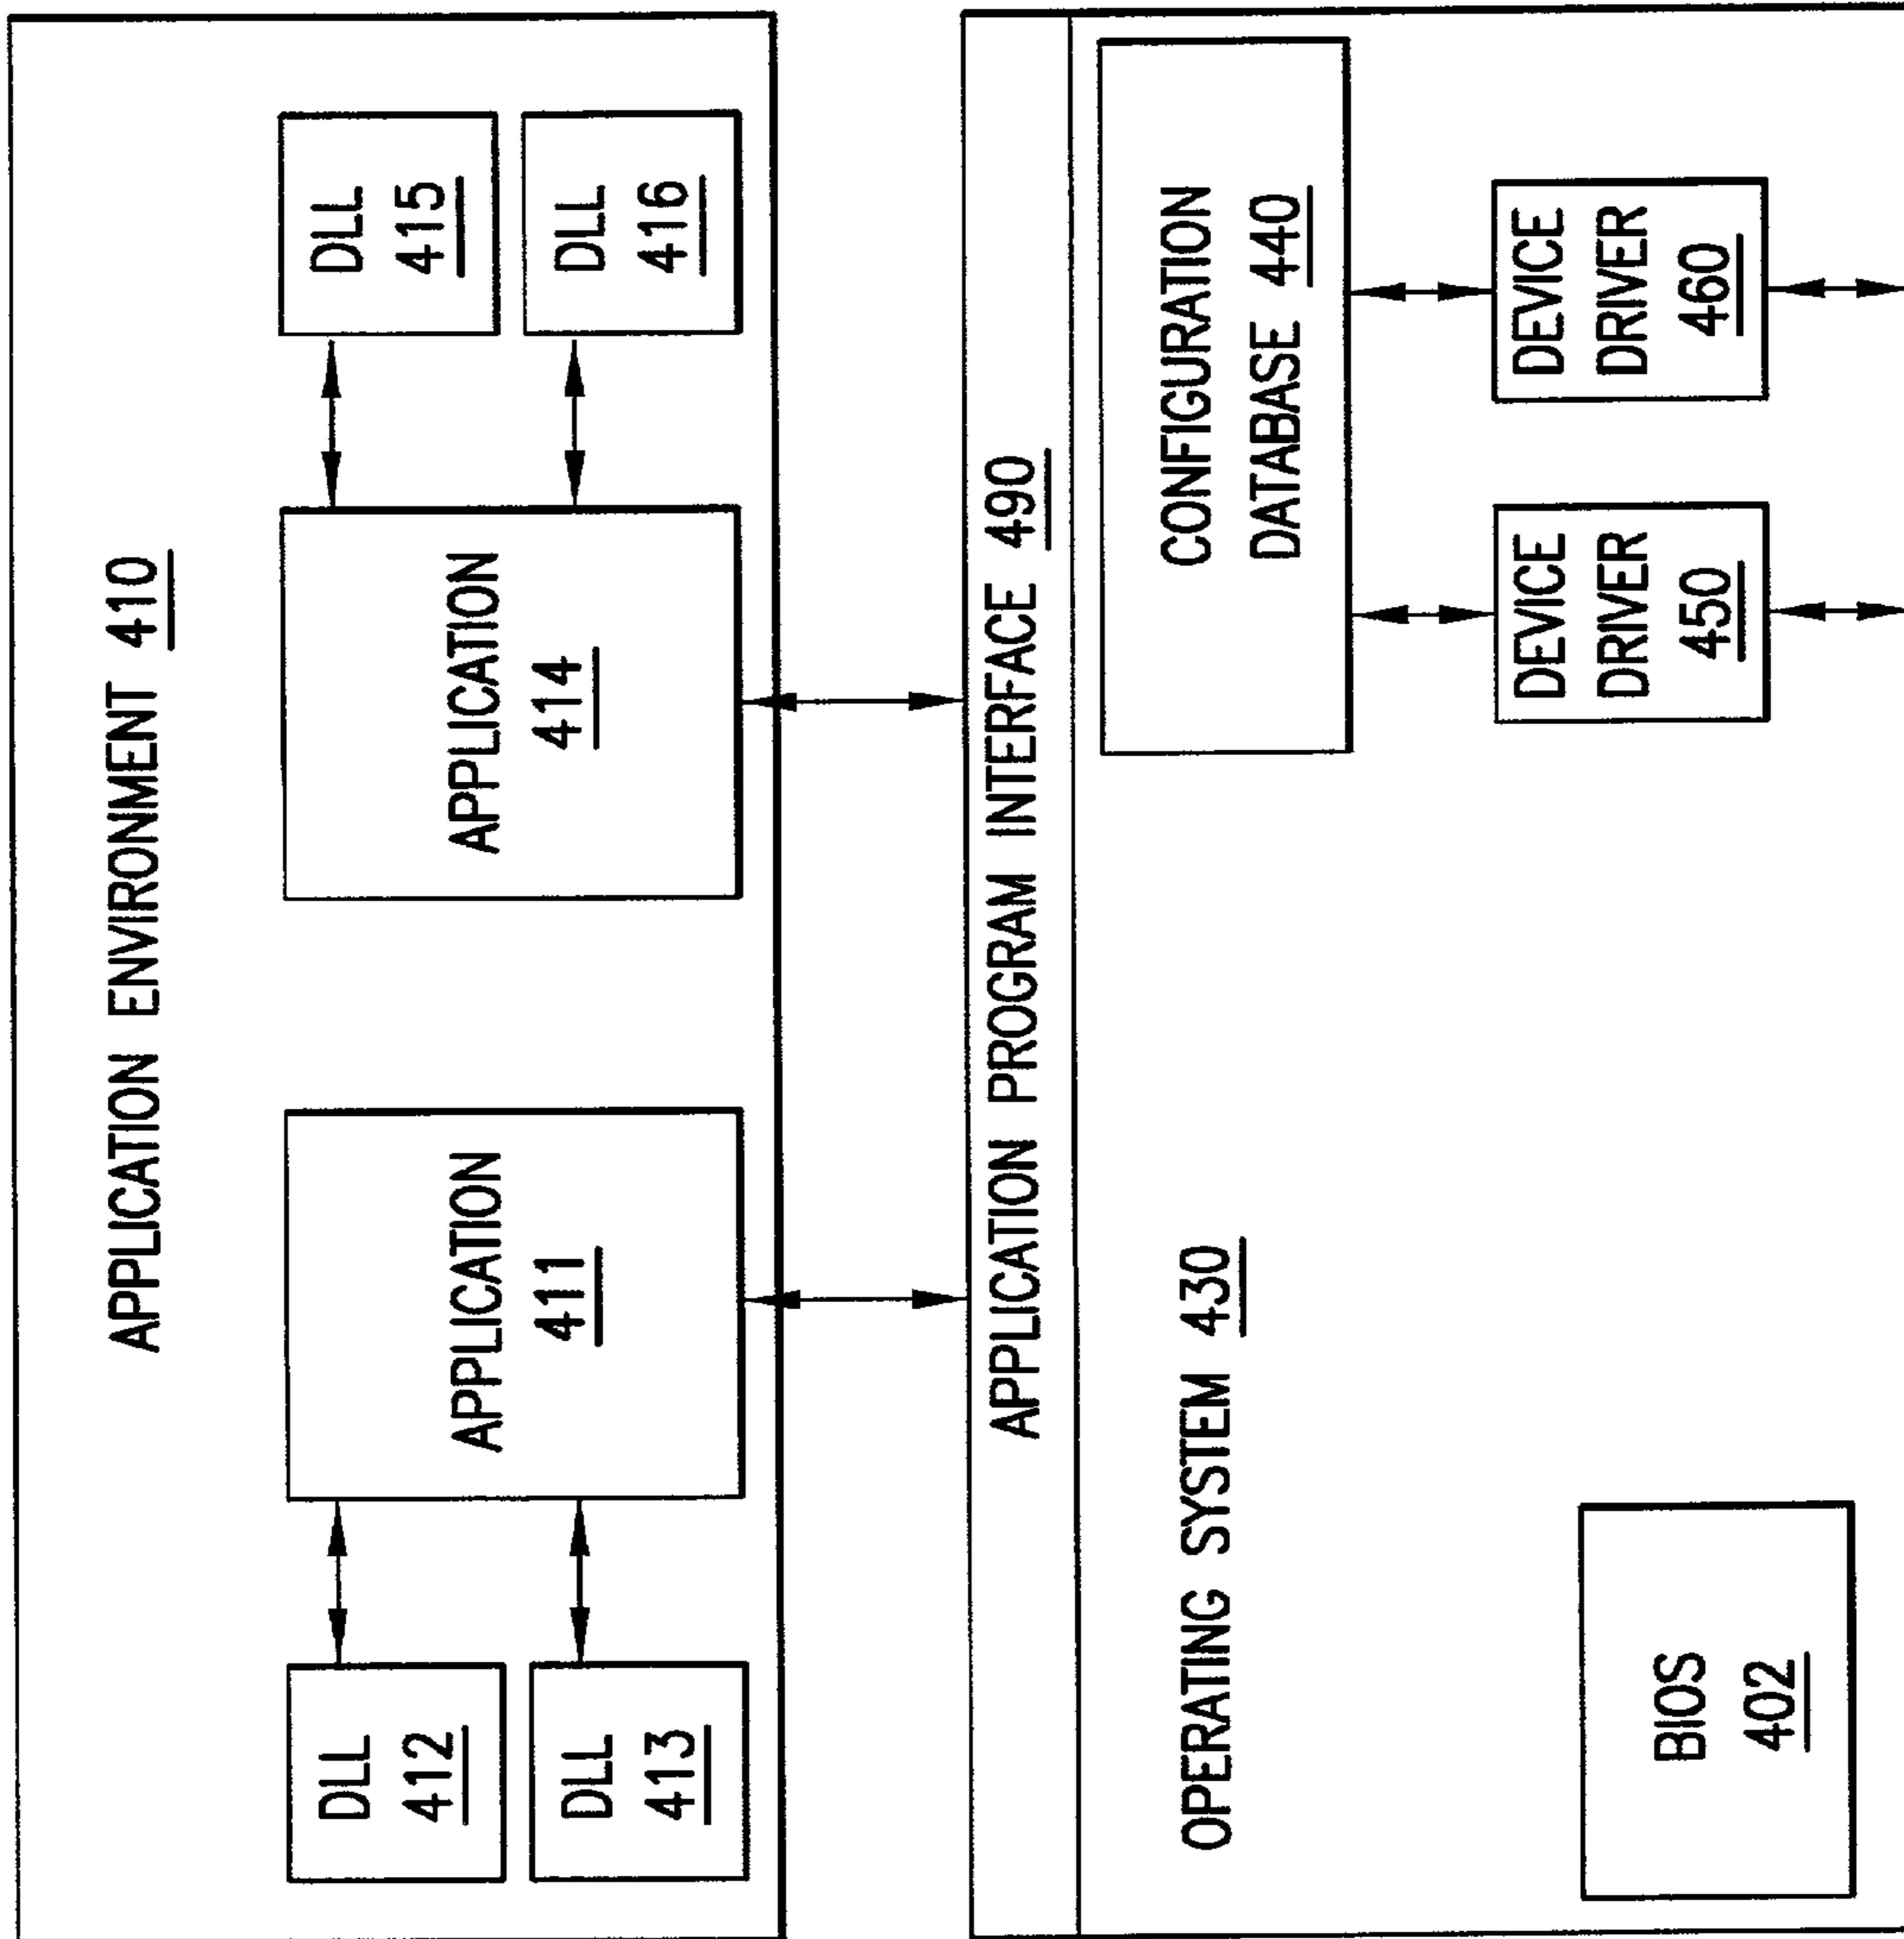 APPLICATION ENVIRONMENT 410
DLL
412
DLL
413
APPLICATION
411
APPLICATION
414
DLL
415
DLL
416
APPLICATION PROGRAM INTERFACE 490
OPERATING SYSTEM 430
CONFIGURATION
DATABASE 440
BIOS
402
DEVICE
DRIVER
450
DEVICE
DRIVER
460